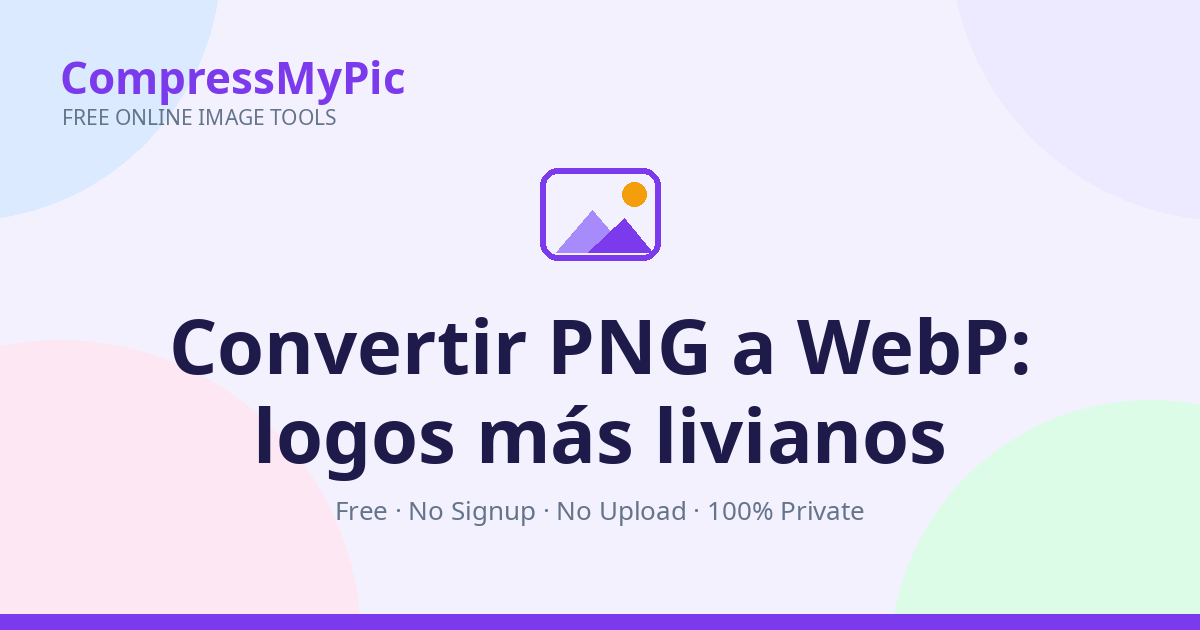 CompressMyPic
FREE ONLINE IMAGE TOOLS
Convertir PNG a WebP:
logos más livianos
Free · No Signup · No Upload · 100% Private